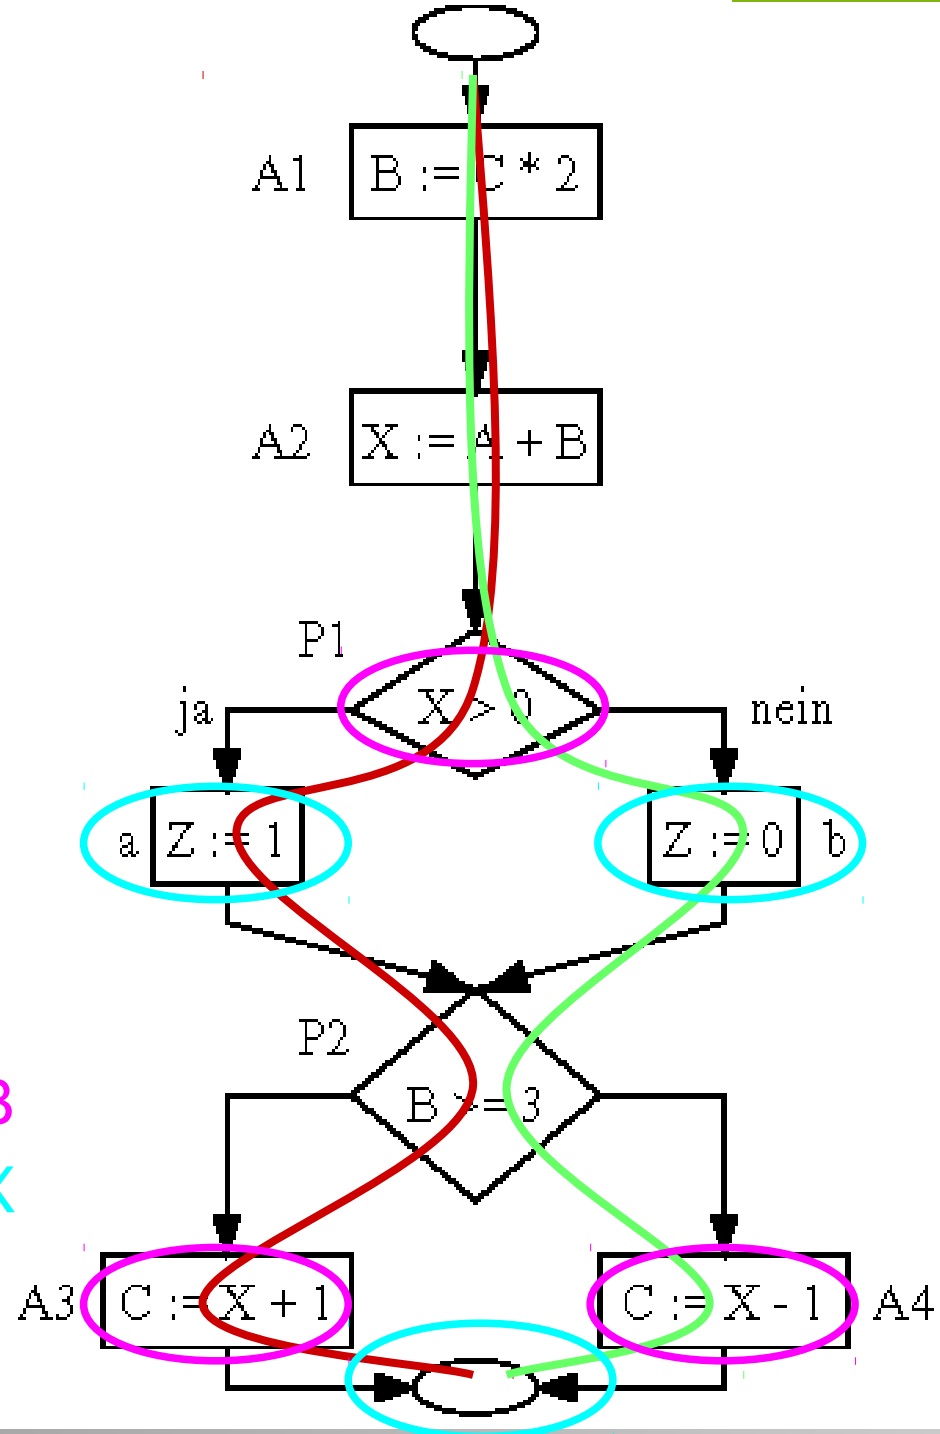 A1
B := C * 2
A2
X := A + B
P1
ja
X > 0
nein
a
Z := 1
Z := 0
b
P2
B >= 3
A3
C := X + 1
C := X - 1
A4